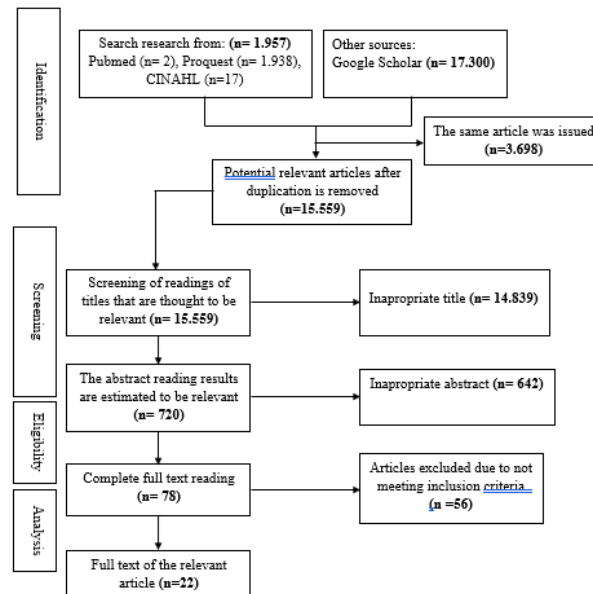 Identification
Search research from: (n= 1.957)
Pubmed (n= 2), Proquest (n= 1.938),
CINAHL (n=17)
Other sources:
Google Scholar (n= 17.300)
The same article was issued
(n=3.698)
Potential relevant articles after
duplication is removed
(n=15.559)
Screening
Screening of readings of
titles that are thought to be
relevant (n= 15.559)
Inapropriate title (n= 14.839)
The abstract reading results
are estimated to be relevant
(n= 720)
Inapropriate abstract (n= 642)
Eligibility
Complete full text reading
(n= 78)
Articles excluded due to not
meeting inclusion criteria..
(n =56)
Analysis
Full text of the relevant
article (n=22)